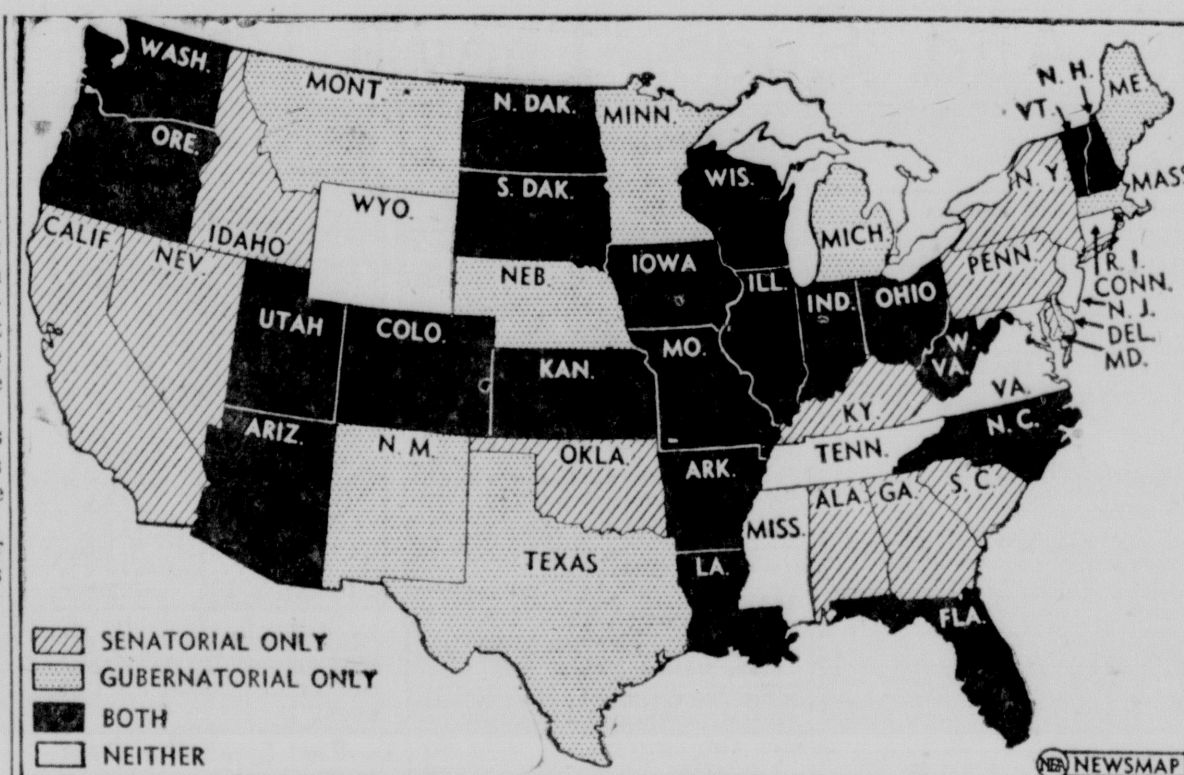 WASH.
MONT.
N. DAK.
MINN.
N. H.
VT.
ME.
ORE.
S. DAK.
WIS.
MASS
N. Y.
WYO.
IDAHO
MICH.
CALIF
NEV
NEB.
IOWA
ILL.
IND.
OHIO
PENN.
R. I.
CONN.
N. J.
DEL.
MD.
UTAH
COLO.
KAN.
MO.
W.
VA.
KY.
VA.
ARIZ.
N. M.
OKLA.
ARK.
TENN.
N. C.
MISS.
ALA.
GA.
S. C.
TEXAS
LA.
FLA.
SENATORIAL ONLY
GUBERNATORIAL ONLY
BOTH
NEITHER
NEA NEWSMAP